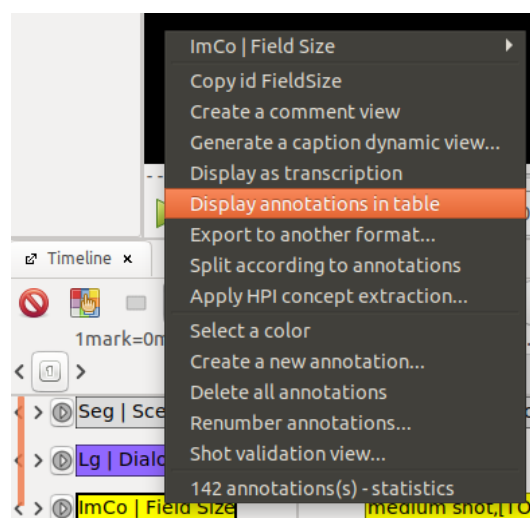 ImCo | Field Size
Copy id FieldSize
Create a comment view
Generate a caption dynamic view...
Display as transcription
Display annotations in table
Export to another format...
Split according to annotations
Apply HPI concept extraction...
Select a color
Create a new annotation...
Delete all annotations
Renumber annotations...
Shot validation view...
142 annotations(s) - statistics
Timeline
1mark=0m
Seg | Sce
Lg | Dialo
ImCo | Field Size
medium shot,[TO